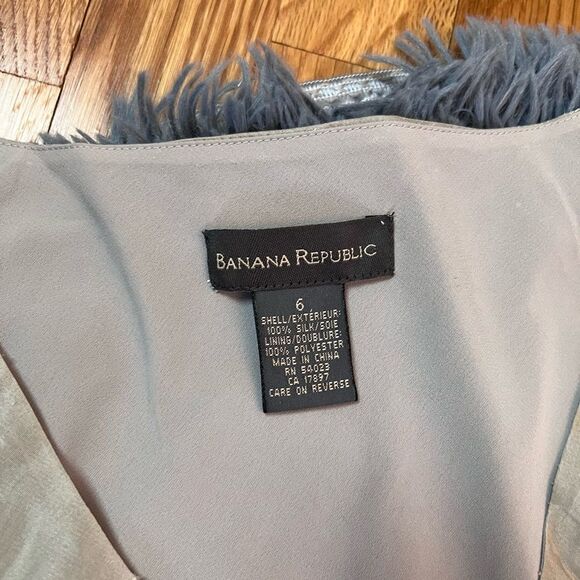 BANANA REPUBLIC
6
SHELL/EXTÉRIEUR:
100% SILK/SOIE
LINING/DOUBLURE:
100% POLYESTER
MADE IN CHINA
RN 54023
CA 17897
CARE ON REVERSE